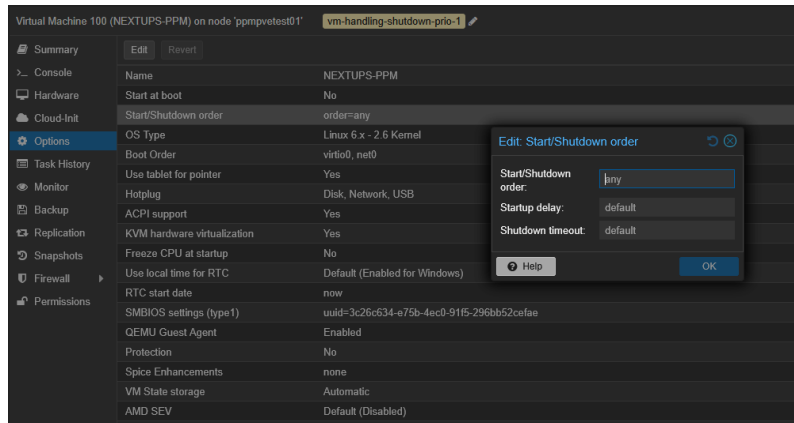 Virtual Machine 100 (NEXTUPS-PPM) on node 'ppmpvetest01' vm-handling-shutdown-prio-1
Summary
Console
Hardware
Cloud-Init
Options
Task History
Monitor
Backup
Replication
Snapshots
Firewall
Permissions
Edit Revert
Name NEXTUPS-PPM
Start at boot No
Start/Shutdown order order=any
OS Type Linux 6.x - 2.6 Kernel
Boot Order virtio0, net0
Use tablet for pointer Yes
Hotplug Disk, Network, USB
ACPI support Yes
KVM hardware virtualization Yes
Freeze CPU at startup No
Use local time for RTC Default (Enabled for Windows)
RTC start date now
SMBIOS settings (type1) uuid=3c26c634-e75b-4ec0-91f5-296bb52cefae
QEMU Guest Agent Enabled
Protection No
Spice Enhancements none
VM State storage Automatic
AMD SEV Default (Disabled)
Edit: Start/Shutdown order
Start/Shutdown
order: any
Startup delay: default
Shutdown timeout: default
Help OK